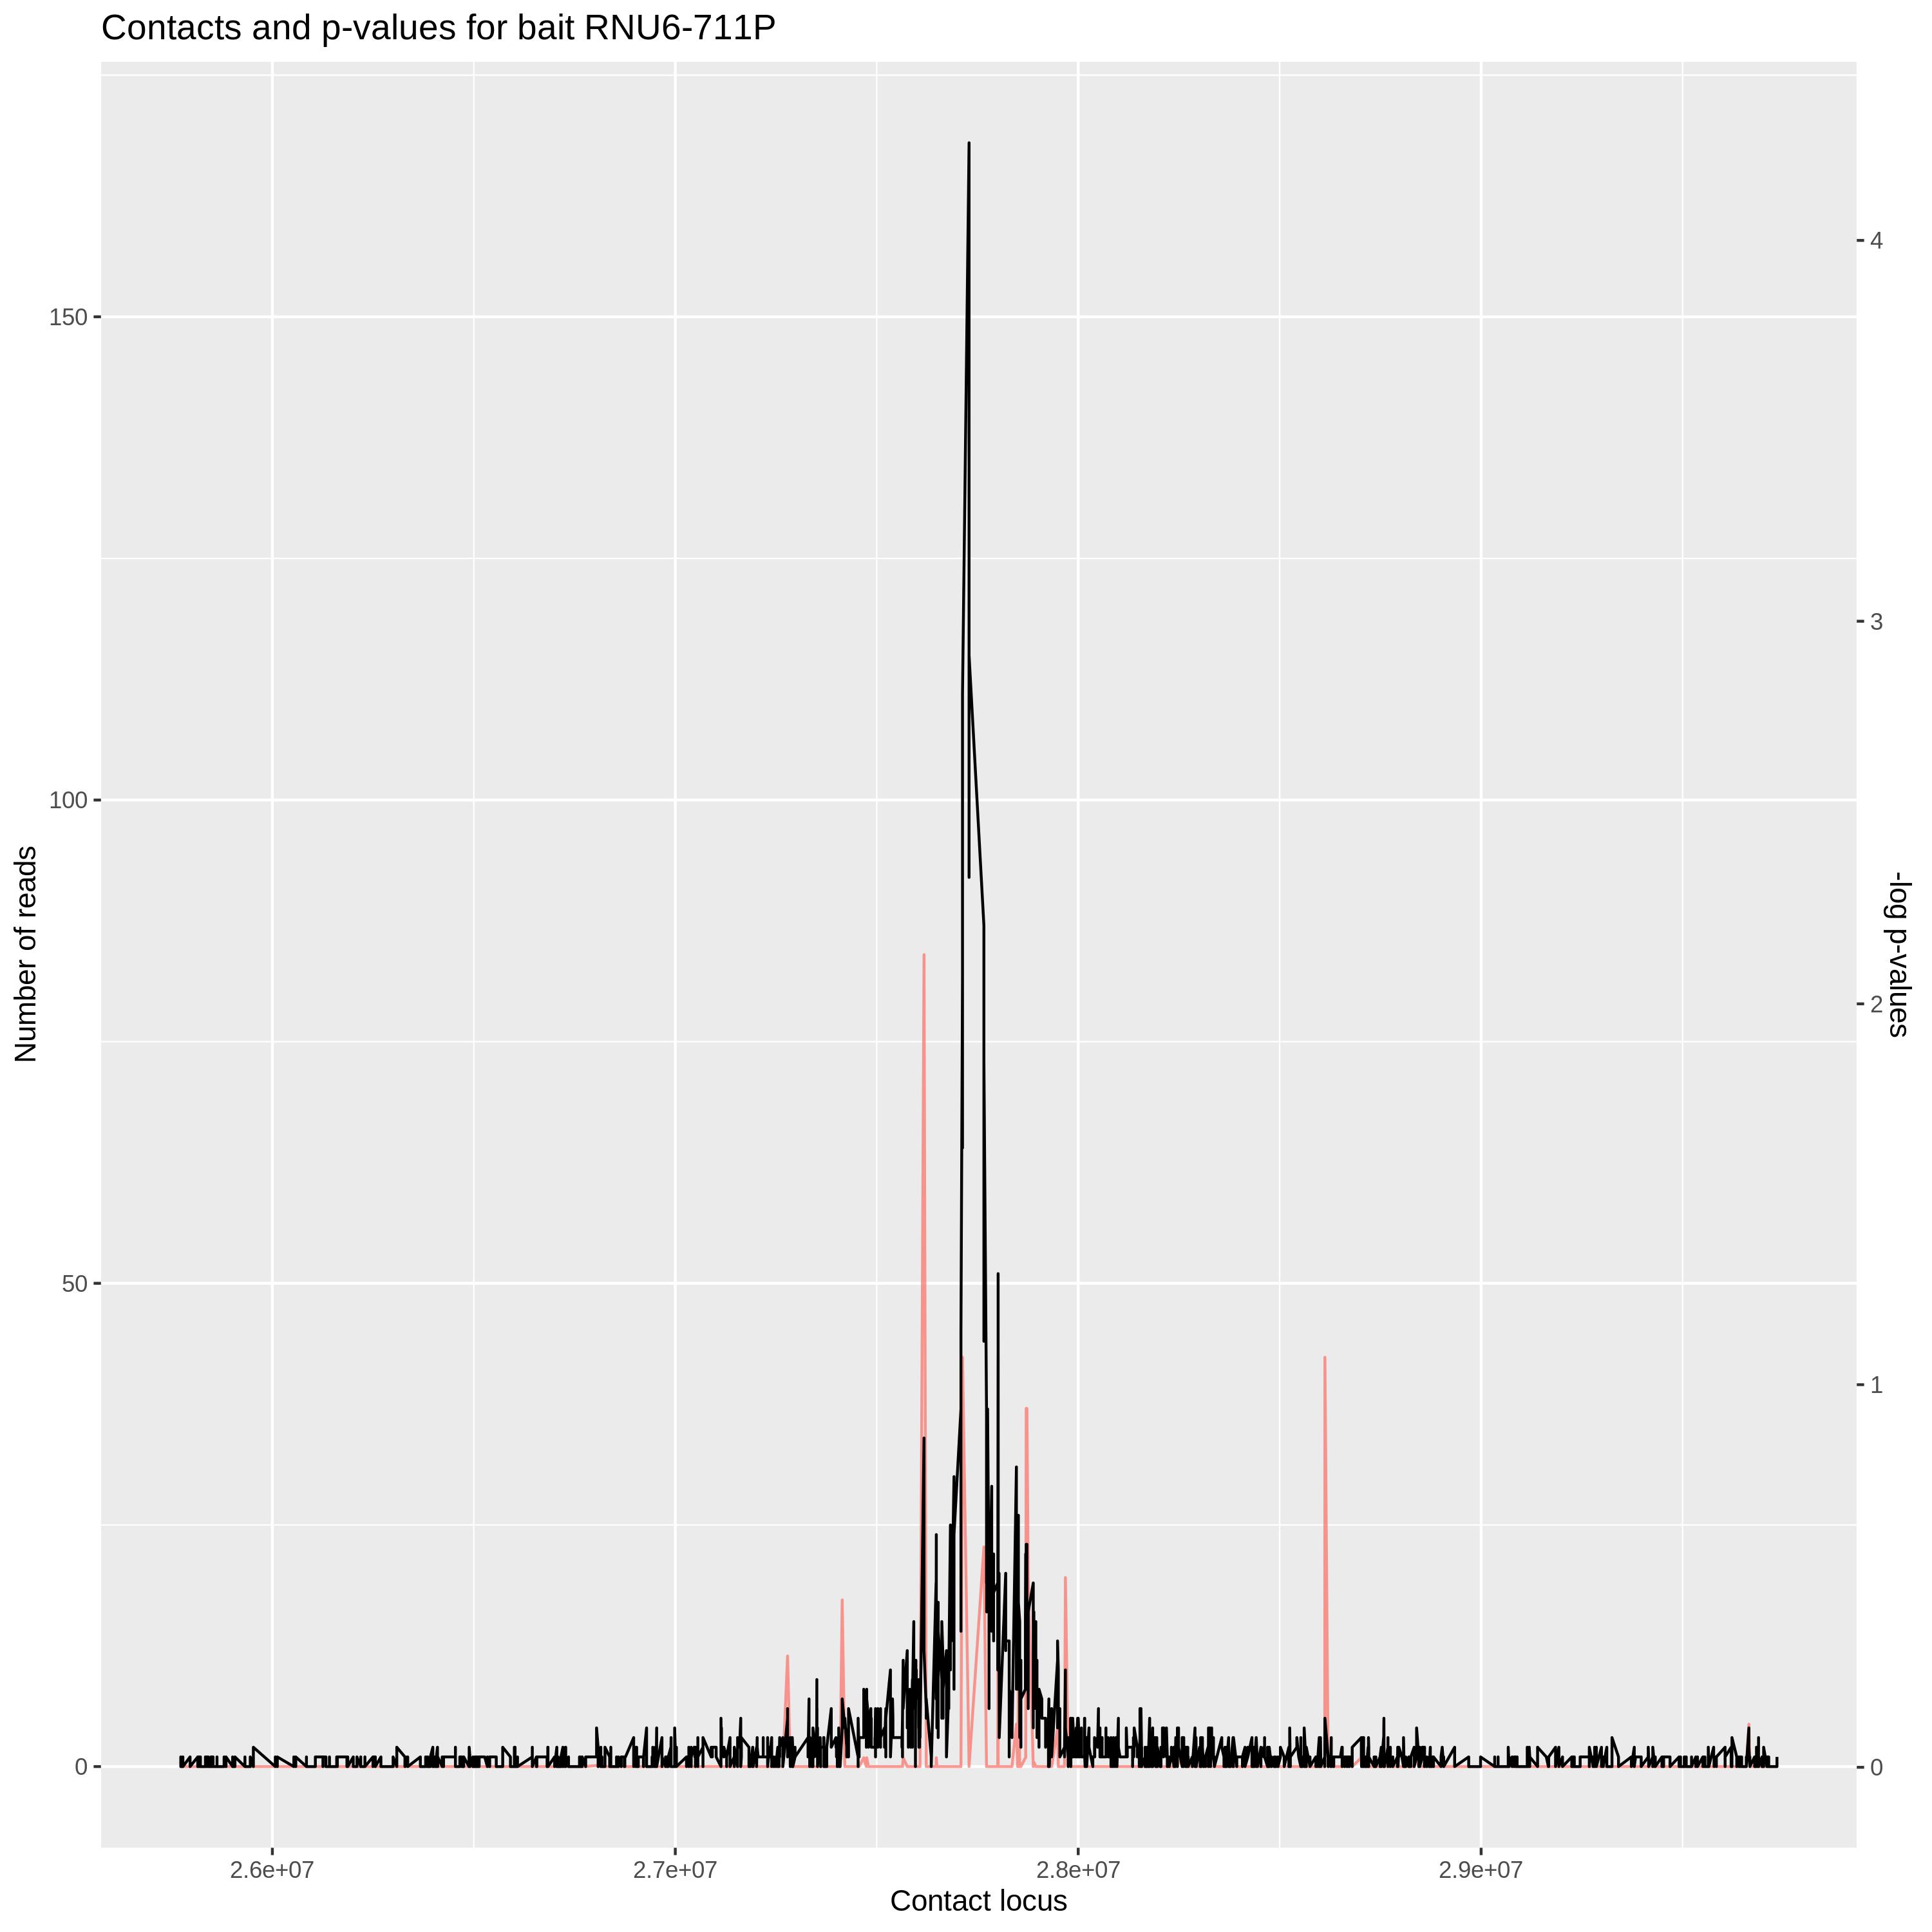 Contacts and p-values for bait RNU6-711P
Number of reads
150
100
50
0
4
3
2
1
0
-log p-values
2.6e+07
2.7e+07
2.8e+07
2.9e+07
Contact locus